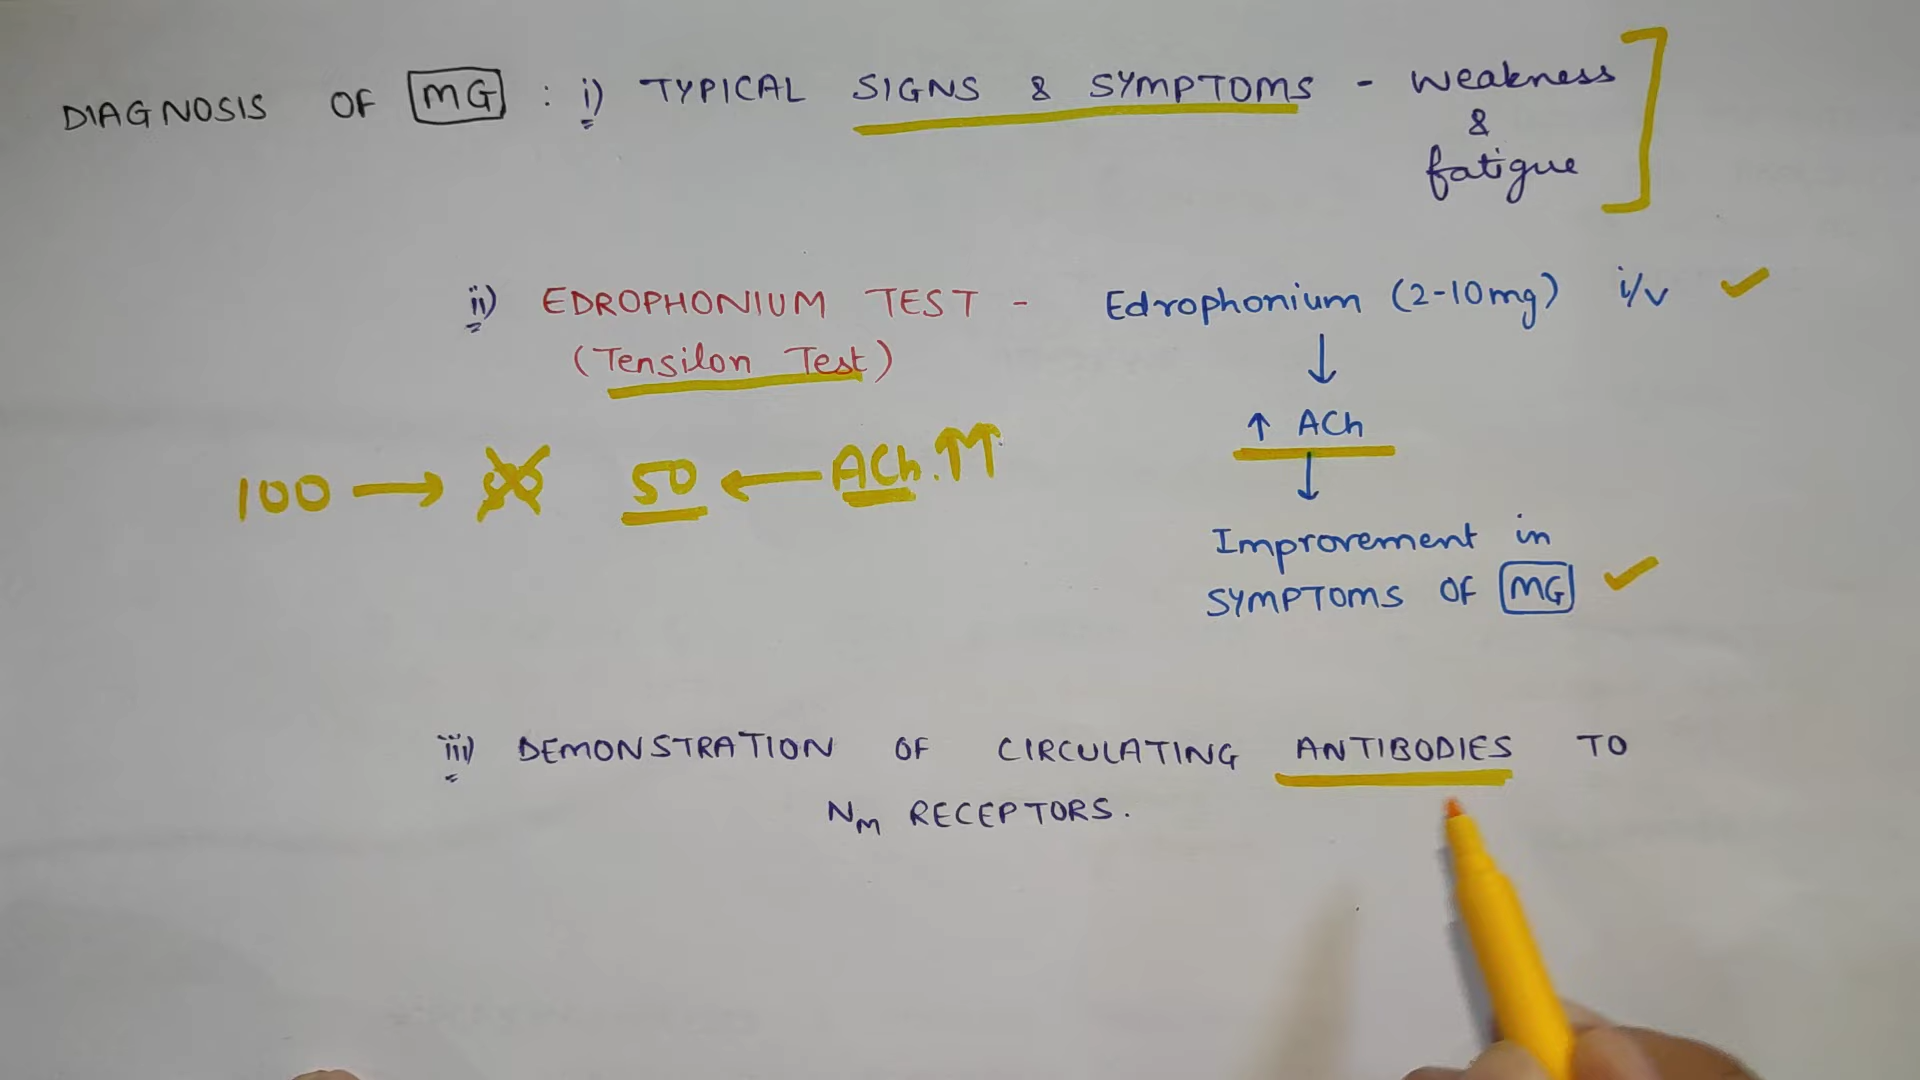 DIAGNOSIS OF MG : i) TYPICAL SIGNS & SYMPTOMS - Weakness
&
fatigue
ii) EDROPHONIUM TEST - Edrophonium (2-10mg) i/v ✓
(Tensilon Test)
↓
↑ ACh
100 → 50 ← ACh. ↑↑
↓
Improvement in
SYMPTOMS OF MG ✓
iii) DEMONSTRATION OF CIRCULATING ANTIBODIES TO
NM RECEPTORS.